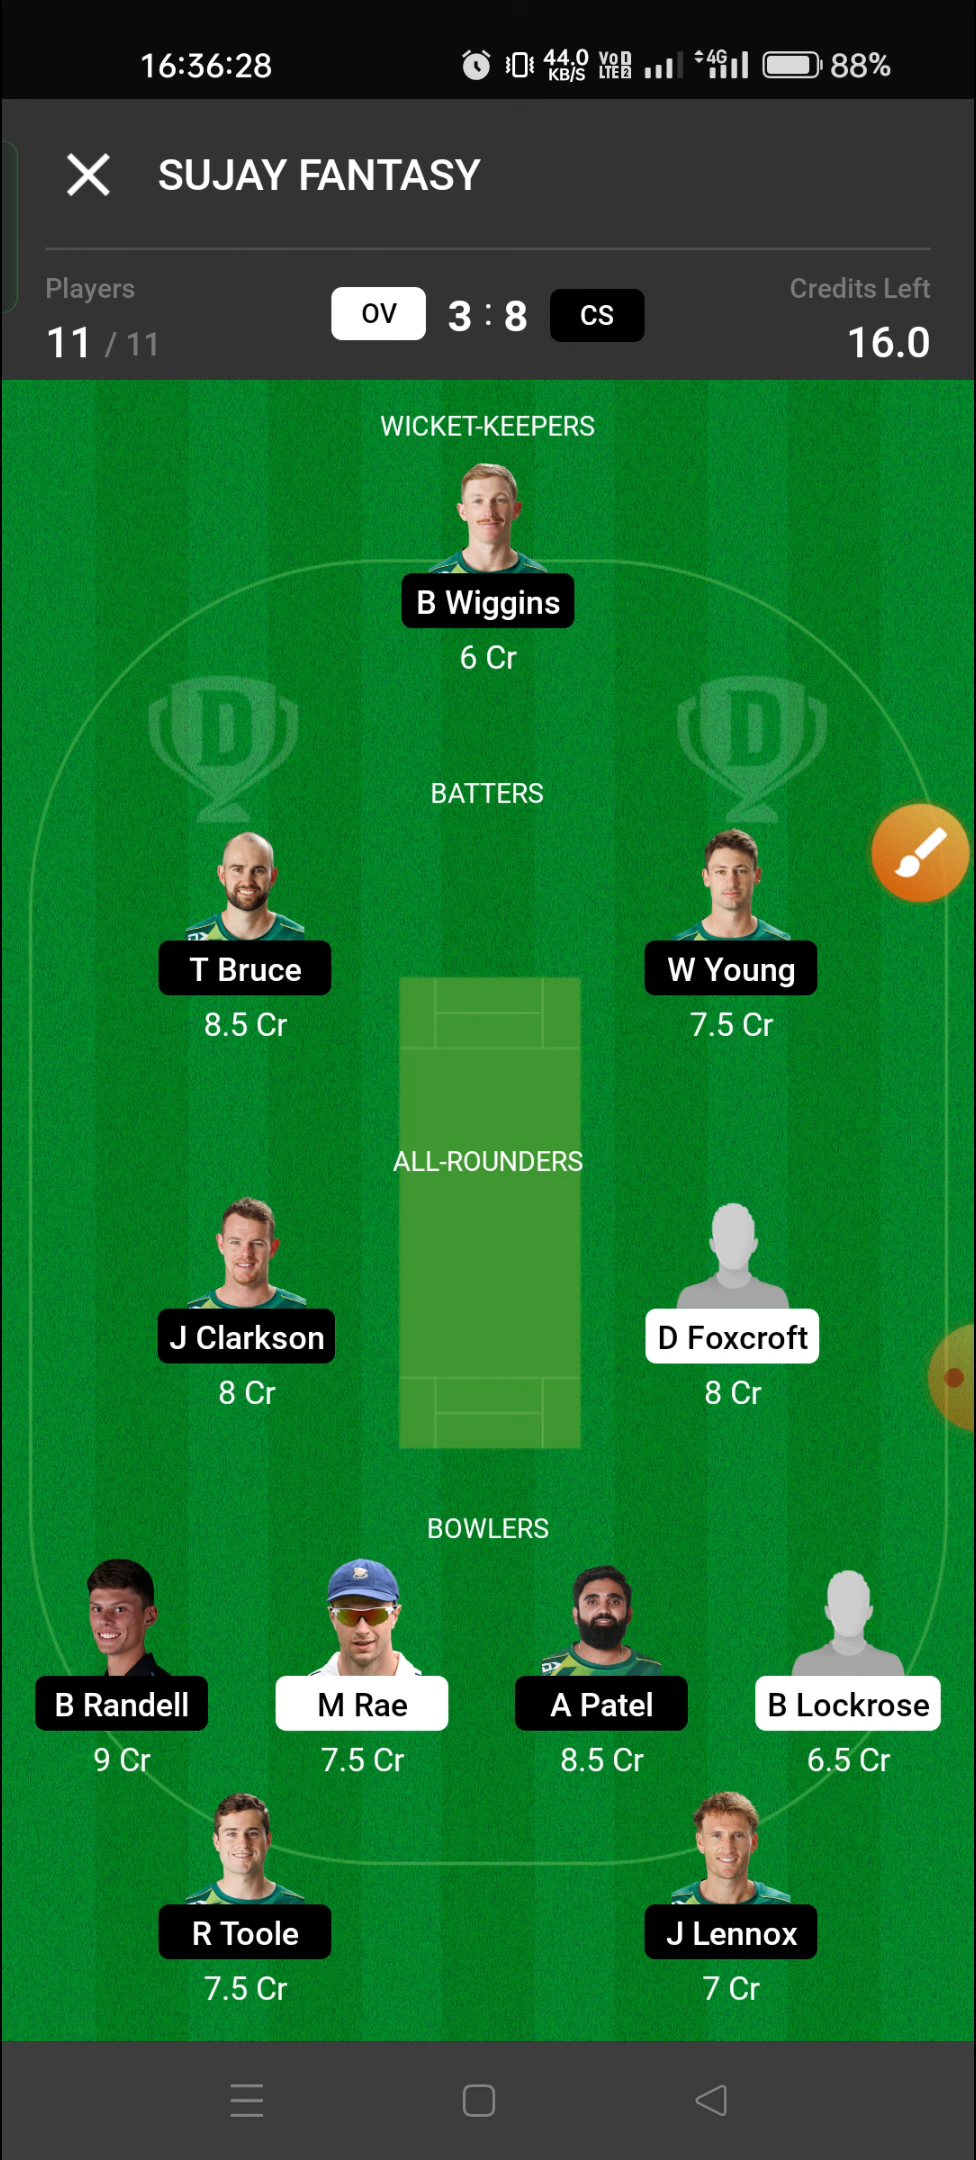 16:36:28 44.0 KB/S VoD LTE2 4G 88%
SUJAY FANTASY
Players
11 / 11
OV 3 : 8 CS
Credits Left
16.0
WICKET-KEEPERS
B Wiggins
6 Cr
D D
BATTERS
T Bruce W Young
8.5 Cr 7.5 Cr
ALL-ROUNDERS
J Clarkson D Foxcroft
8 Cr 8 Cr
BOWLERS
B Randell M Rae A Patel B Lockrose
9 Cr 7.5 Cr 8.5 Cr 6.5 Cr
R Toole J Lennox
7.5 Cr 7 Cr